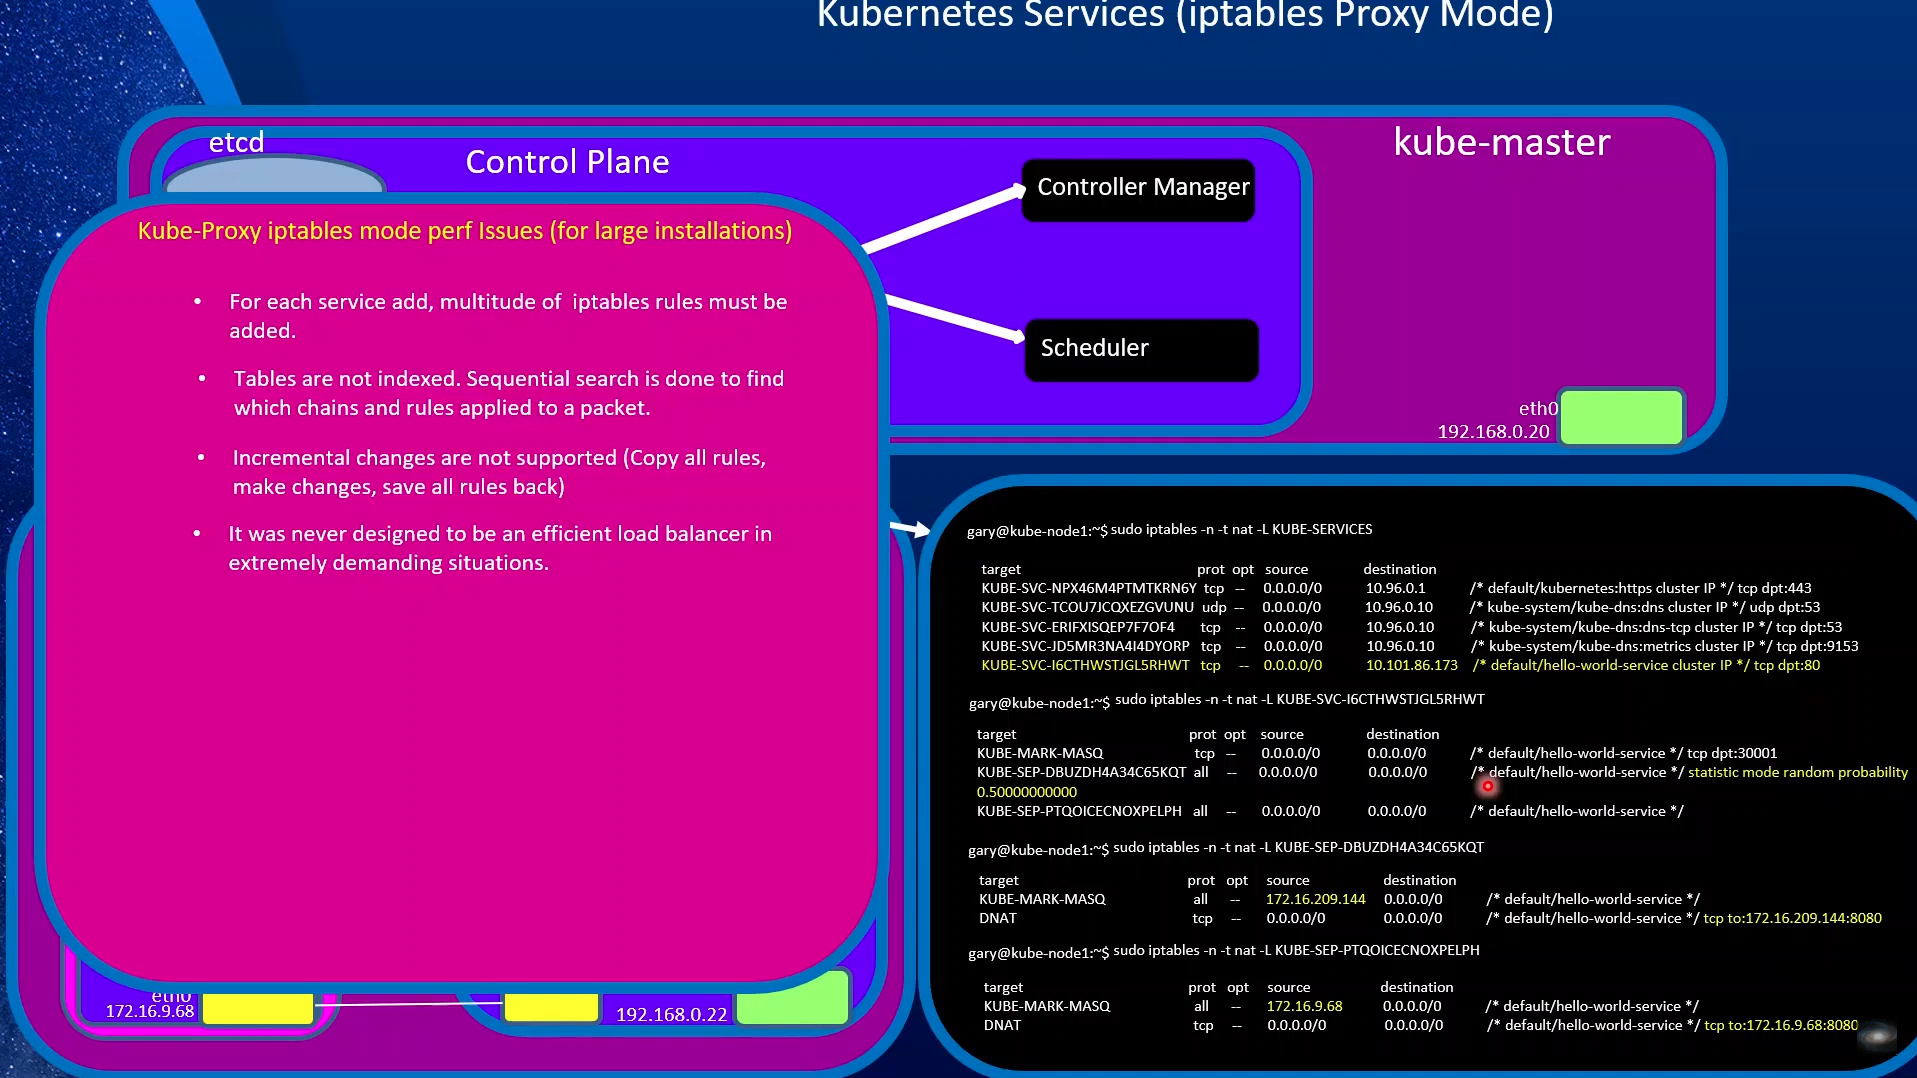 Kubernetes Services (iptables Proxy Mode)
etcd
Control Plane
kube-master
Controller Manager
Scheduler
eth0
192.168.0.20
Kube-Proxy iptables mode perf Issues (for large installations)
• For each service add, multitude of iptables rules must be
added.
• Tables are not indexed. Sequential search is done to find
which chains and rules applied to a packet.
• Incremental changes are not supported (Copy all rules,
make changes, save all rules back)
• It was never designed to be an efficient load balancer in
extremely demanding situations.
eth0
172.16.9.68
192.168.0.22
gary@kube-node1:~$ sudo iptables -n -t nat -L KUBE-SERVICES
target prot opt source destination
KUBE-SVC-NPX46M4PTMTKRN6Y tcp -- 0.0.0.0/0 10.96.0.1 /* default/kubernetes:https cluster IP */ tcp dpt:443
KUBE-SVC-TCOU7JCQXEZGVUNU udp -- 0.0.0.0/0 10.96.0.10 /* kube-system/kube-dns:dns cluster IP */ udp dpt:53
KUBE-SVC-ERIFXISQEP7F7OF4 tcp -- 0.0.0.0/0 10.96.0.10 /* kube-system/kube-dns:dns-tcp cluster IP */ tcp dpt:53
KUBE-SVC-JD5MR3NA4I4DYORP tcp -- 0.0.0.0/0 10.96.0.10 /* kube-system/kube-dns:metrics cluster IP */ tcp dpt:9153
KUBE-SVC-I6CTHWSTJGL5RHWT tcp -- 0.0.0.0/0 10.101.86.173 /* default/hello-world-service cluster IP */ tcp dpt:80
gary@kube-node1:~$ sudo iptables -n -t nat -L KUBE-SVC-I6CTHWSTJGL5RHWT
target prot opt source destination
KUBE-MARK-MASQ tcp -- 0.0.0.0/0 0.0.0.0/0 /* default/hello-world-service */ tcp dpt:30001
KUBE-SEP-DBUZDH4A34C65KQT all -- 0.0.0.0/0 0.0.0.0/0 /* default/hello-world-service */ statistic mode random probability
0.50000000000
KUBE-SEP-PTQOICECNOXPELPH all -- 0.0.0.0/0 0.0.0.0/0 /* default/hello-world-service */
gary@kube-node1:~$ sudo iptables -n -t nat -L KUBE-SEP-DBUZDH4A34C65KQT
target prot opt source destination
KUBE-MARK-MASQ all -- 172.16.209.144 0.0.0.0/0 /* default/hello-world-service */
DNAT tcp -- 0.0.0.0/0 0.0.0.0/0 /* default/hello-world-service */ tcp to:172.16.209.144:8080
gary@kube-node1:~$ sudo iptables -n -t nat -L KUBE-SEP-PTQOICECNOXPELPH
target prot opt source destination
KUBE-MARK-MASQ all -- 172.16.9.68 0.0.0.0/0 /* default/hello-world-service */
DNAT tcp -- 0.0.0.0/0 0.0.0.0/0 /* default/hello-world-service */ tcp to:172.16.9.68:8080